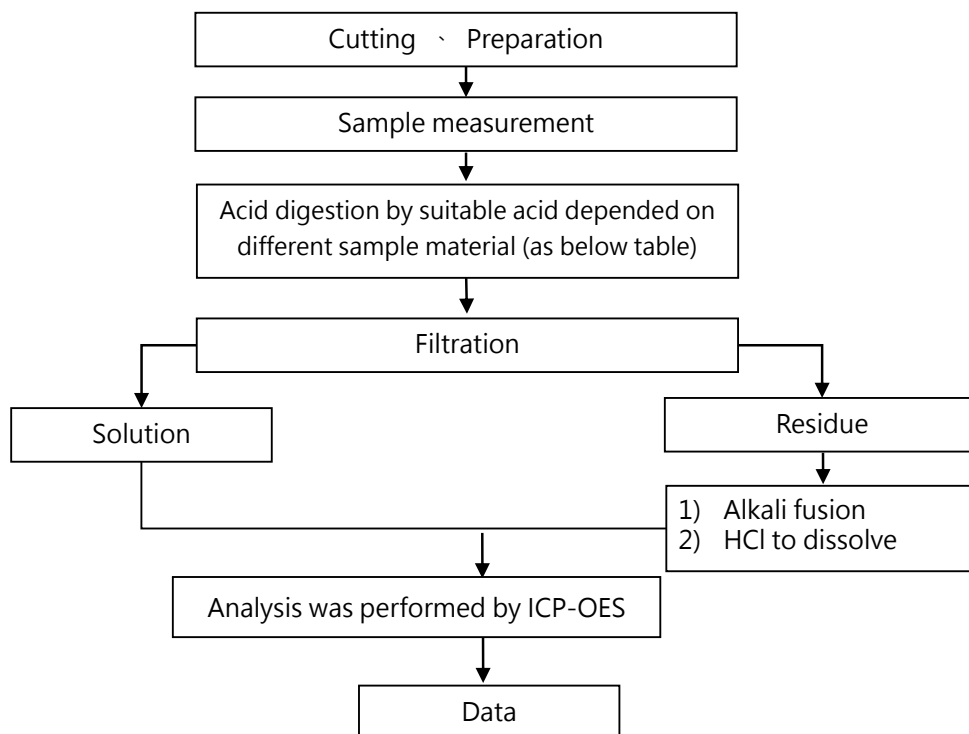 Cutting 、 Preparation
Sample measurement
Acid digestion by suitable acid depended on
different sample material (as below table)
Filtration
Solution
Residue
1) Alkali fusion
2) HCl to dissolve
Analysis was performed by ICP-OES
Data